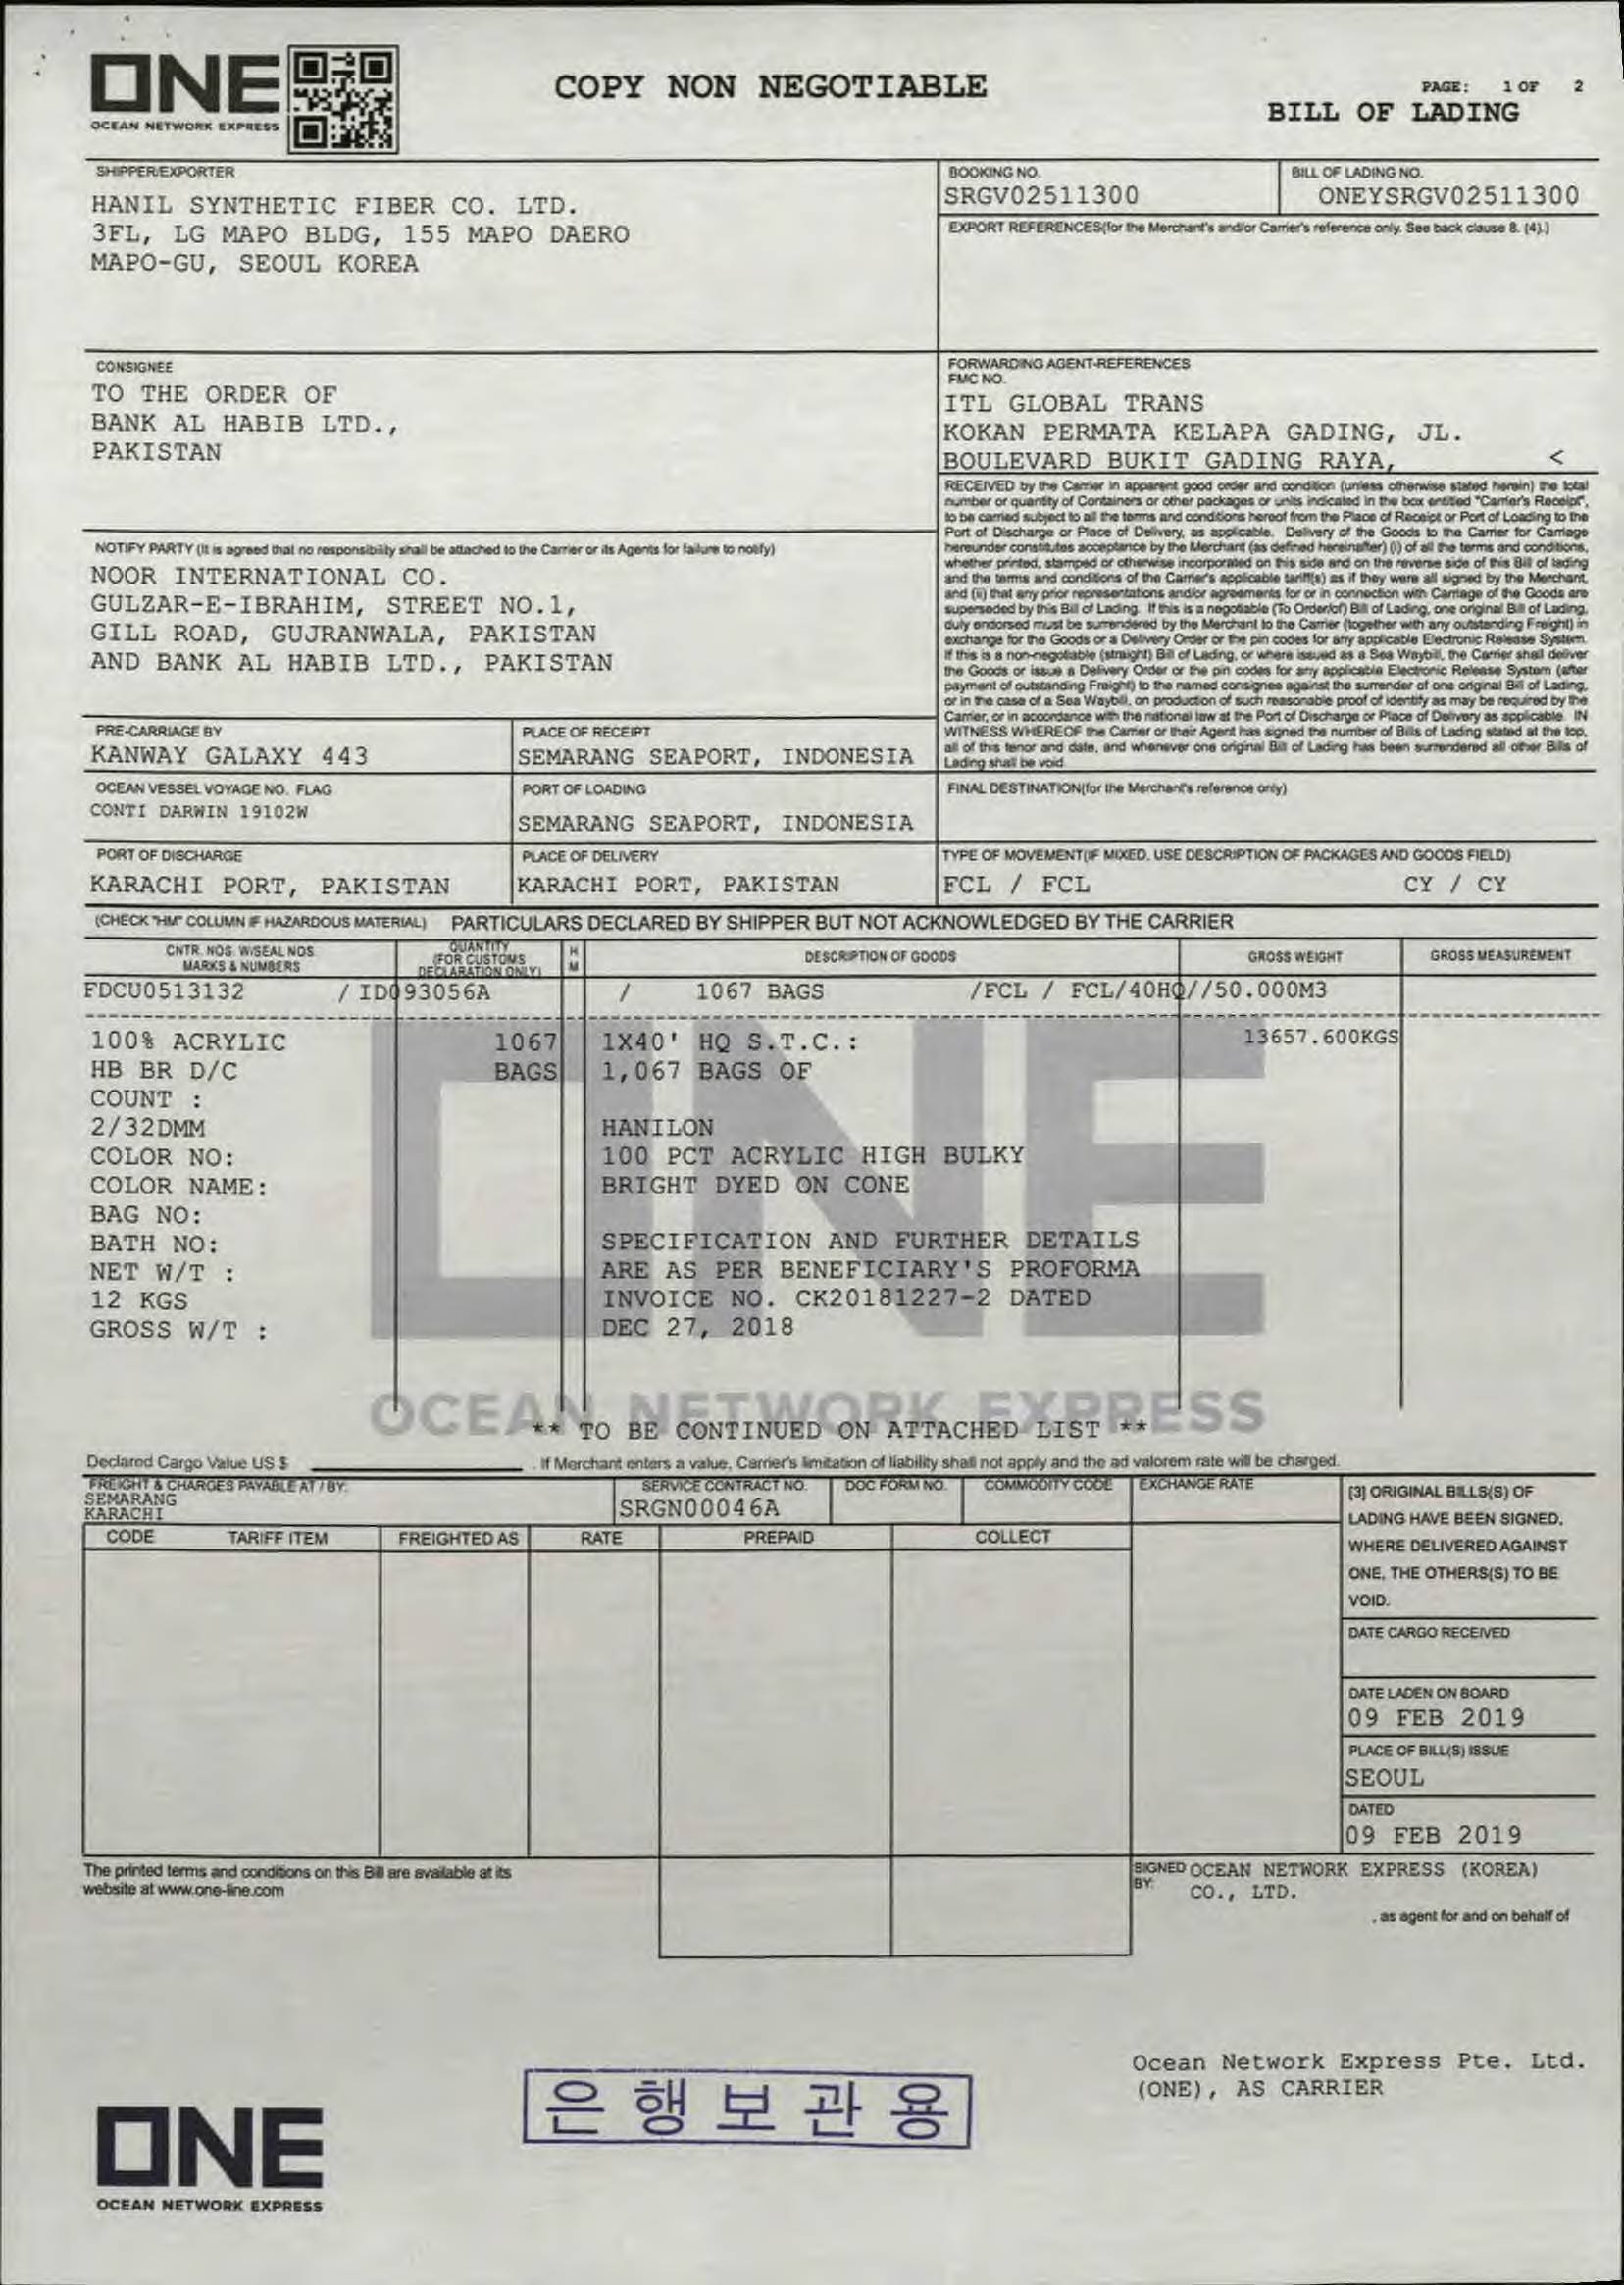 ONE
OCEAN NETWORK EXPRESS
COPY NON NEGOTIABLE
PAGE: 1 OF 2
BILL OF LADING
SHIPPER/EXPORTER
HANIL SYNTHETIC FIBER CO. LTD.
3FL, LG MAPO BLDG, 155 MAPO DAERO
MAPO-GU, SEOUL KOREA
BOOKING NO.
SRGV02511300
BILL OF LADING NO.
ONEYSRGV02511300
EXPORT REFERENCES(for the Merchant's and/or Carrier's reference only. See back clause 8. (4).)
CONSIGNEE
TO THE ORDER OF
BANK AL HABIB LTD.,
PAKISTAN
FORWARDING AGENT-REFERENCES
FMC NO.
ITL GLOBAL TRANS
KOKAN PERMATA KELAPA GADING, JL.
BOULEVARD BUKIT GADING RAYA, <
RECEIVED by the Carrier in apparent good order and condition (unless otherwise stated herein) the total
number or quantity of Containers or other packages or units indicated in the box entitled "Carrier's Receipt",
to be carried subject to all the terms and conditions hereof from the Place of Receipt or Port of Loading to the
Port of Discharge or Place of Delivery, as applicable. Delivery of the Goods to the Carrier for Carriage
hereunder constitutes acceptance by the Merchant (as defined hereinafter) (i) of all the terms and conditions,
whether printed, stamped or otherwise incorporated on this side and on the reverse side of this Bill of lading
and the terms and conditions of the Carrier's applicable tariff(s) as if they were all signed by the Merchant,
and (ii) that any prior representations and/or agreements for or in connection with Carriage of the Goods are
superseded by this Bill of Lading. If this is a negotiable (To Order/of) Bill of Lading, one original Bill of Lading,
duly endorsed must be surrendered by the Merchant to the Carrier (together with any outstanding Freight) in
exchange for the Goods or a Delivery Order or the pin codes for any applicable Electronic Release System.
If this is a non-negotiable (straight) Bill of Lading, or where issued as a Sea Waybill, the Carrier shall deliver
the Goods or issue a Delivery Order or the pin codes for any applicable Electronic Release System (after
payment of outstanding Freight) to the named consignee against the surrender of one original Bill of Lading,
or in the case of a Sea Waybill, on production of such reasonable proof of identify as may be required by the
Carrier, or in accordance with the national law at the Port of Discharge or Place of Delivery as applicable. IN
WITNESS WHEREOF the Carrier or their Agent has signed the number of Bills of Lading stated at the top,
all of this tenor and date, and whenever one original Bill of Lading has been surrendered all other Bills of
Lading shall be void.
NOTIFY PARTY (It is agreed that no responsibility shall be attached to the Carrier or its Agents for failure to notify)
NOOR INTERNATIONAL CO.
GULZAR-E-IBRAHIM, STREET NO.1,
GILL ROAD, GUJRANWALA, PAKISTAN
AND BANK AL HABIB LTD., PAKISTAN
PRE-CARRIAGE BY
KANWAY GALAXY 443
PLACE OF RECEIPT
SEMARANG SEAPORT, INDONESIA
OCEAN VESSEL VOYAGE NO. FLAG
CONTI DARWIN 19102W
PORT OF LOADING
SEMARANG SEAPORT, INDONESIA
FINAL DESTINATION(for the Merchant's reference only)
PORT OF DISCHARGE
KARACHI PORT, PAKISTAN
PLACE OF DELIVERY
KARACHI PORT, PAKISTAN
TYPE OF MOVEMENT(IF MIXED, USE DESCRIPTION OF PACKAGES AND GOODS FIELD)
FCL / FCL CY / CY
(CHECK "HM" COLUMN IF HAZARDOUS MATERIAL) PARTICULARS DECLARED BY SHIPPER BUT NOT ACKNOWLEDGED BY THE CARRIER
CNTR. NOS. W/SEAL NOS.
MARKS & NUMBERS
QUANTITY
(FOR CUSTOMS
DECLARATION ONLY)
H
M
DESCRIPTION OF GOODS
GROSS WEIGHT
GROSS MEASUREMENT
FDCU0513132 / ID093056A / 1067 BAGS /FCL / FCL/40HQ//50.000M3
100% ACRYLIC 1067 1X40' HQ S.T.C.: 13657.600KGS
HB BR D/C BAGS 1,067 BAGS OF
COUNT :
2/32DMM HANILON
COLOR NO: 100 PCT ACRYLIC HIGH BULKY
COLOR NAME: BRIGHT DYED ON CONE
BAG NO:
BATH NO: SPECIFICATION AND FURTHER DETAILS
NET W/T : ARE AS PER BENEFICIARY'S PROFORMA
12 KGS INVOICE NO. CK20181227-2 DATED
GROSS W/T : DEC 27, 2018
ONE
OCEAN NETWORK EXPRESS
** TO BE CONTINUED ON ATTACHED LIST **
Declared Cargo Value US $ . If Merchant enters a value, Carrier's limitation of liability shall not apply and the ad valorem rate will be charged.
FREIGHT & CHARGES PAYABLE AT / BY:
SEMARANG
KARACHI
SERVICE CONTRACT NO.
SRGN00046A
DOC FORM NO.
COMMODITY CODE
EXCHANGE RATE
CODE TARIFF ITEM FREIGHTED AS RATE PREPAID COLLECT
[3] ORIGINAL BILLS(S) OF
LADING HAVE BEEN SIGNED,
WHERE DELIVERED AGAINST
ONE, THE OTHERS(S) TO BE
VOID.
DATE CARGO RECEIVED
DATE LADEN ON BOARD
09 FEB 2019
PLACE OF BILL(S) ISSUE
SEOUL
DATED
09 FEB 2019
The printed terms and conditions on this Bill are available at its
website at www.one-line.com
SIGNED BY: OCEAN NETWORK EXPRESS (KOREA)
CO., LTD.
, as agent for and on behalf of
Ocean Network Express Pte. Ltd.
(ONE), AS CARRIER
은행보관용
ONE
OCEAN NETWORK EXPRESS